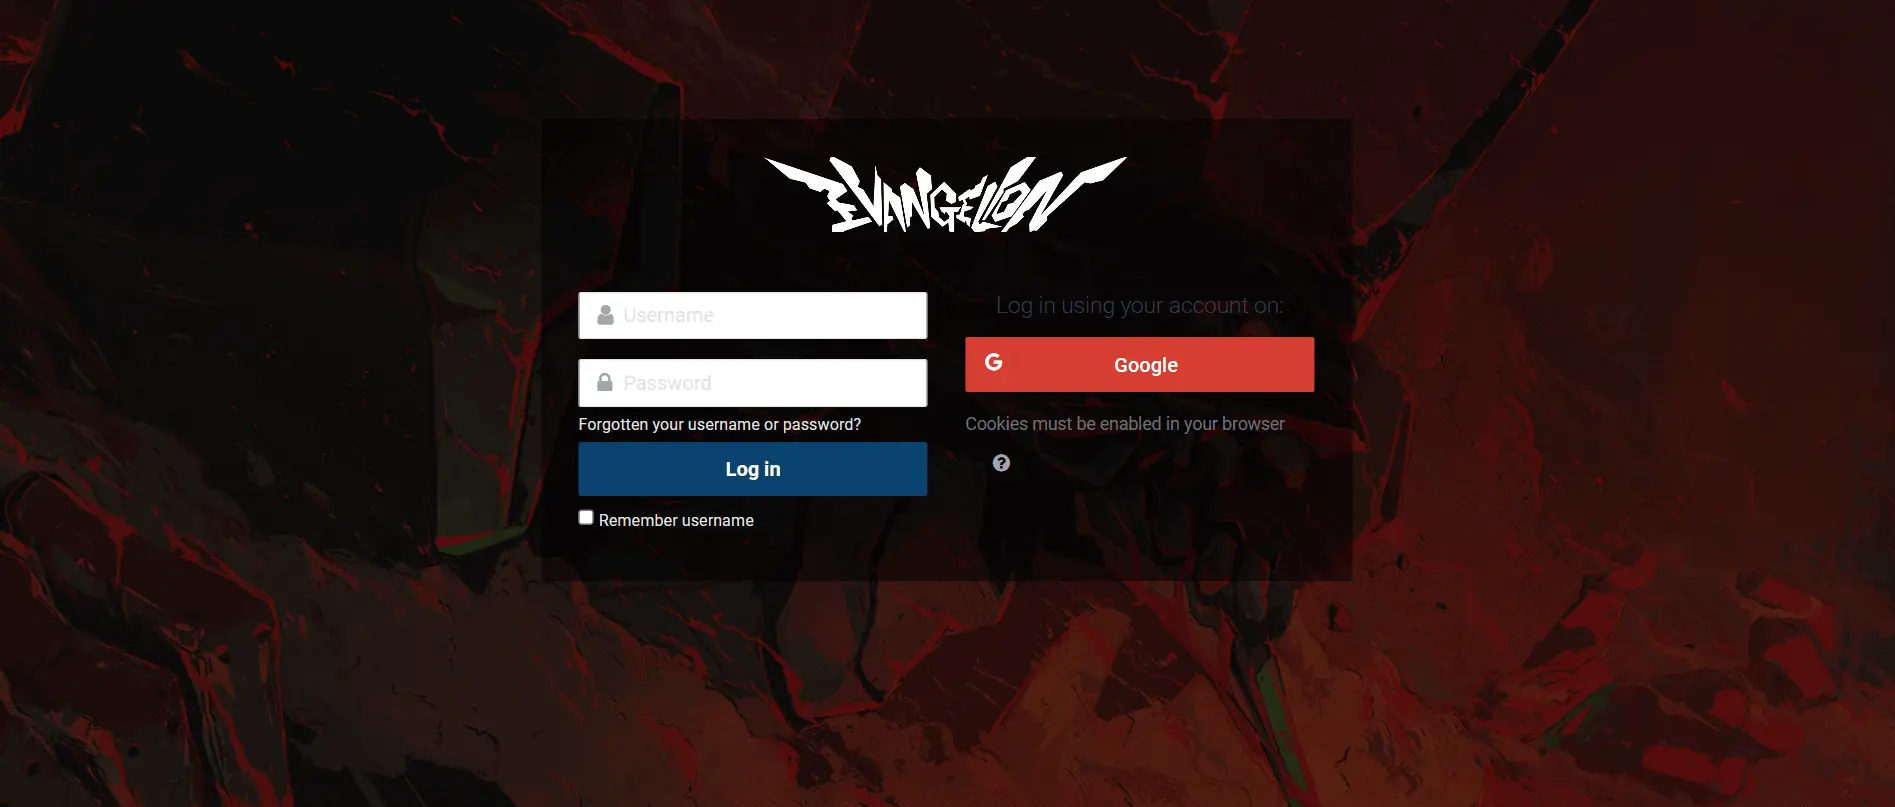 EVANGELION
Username
Password
Forgotten your username or password?
Log in
Remember username
Log in using your account on:
Google
Cookies must be enabled in your browser